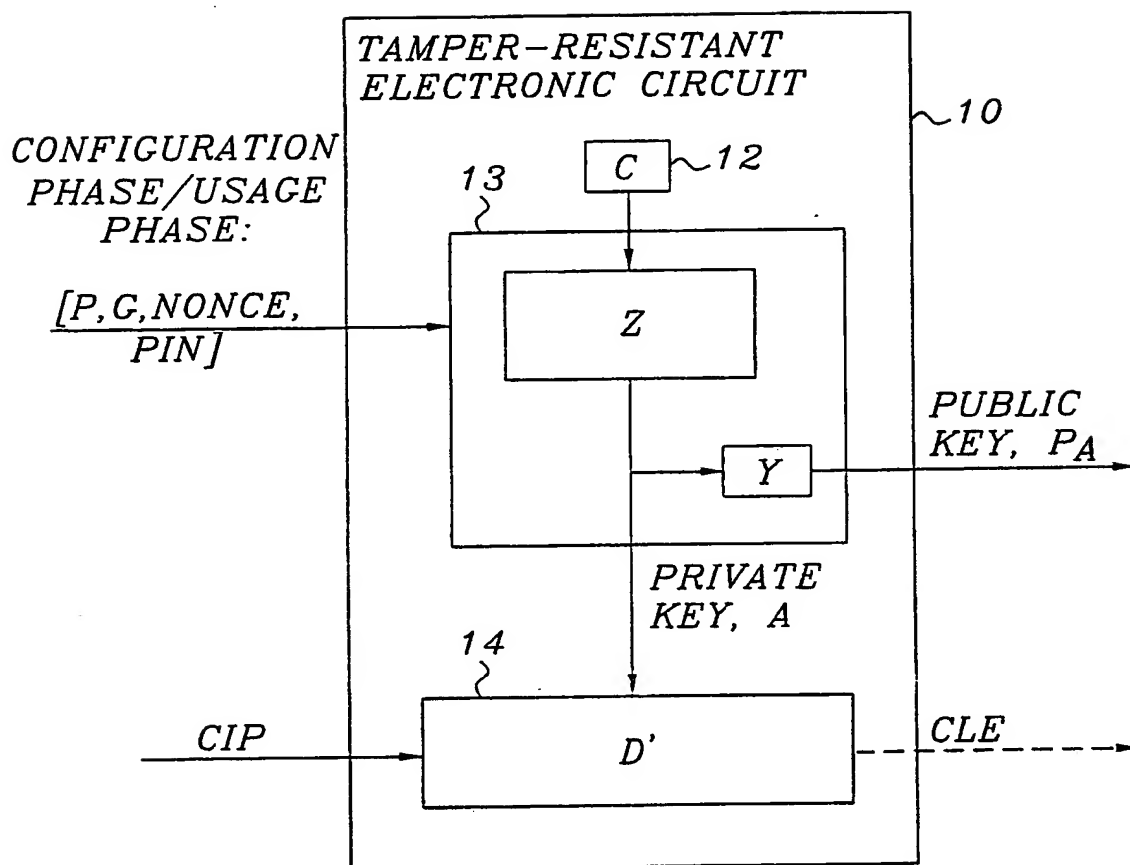 TAMPER-RESISTANT
ELECTRONIC CIRCUIT
10
CONFIGURATION
PHASE/USAGE
PHASE:
12
C
13
Z
[P,G,NONCE,
PIN]
PUBLIC
KEY, PA
Y
PRIVATE
KEY, A
14
CIP
D'
CLE